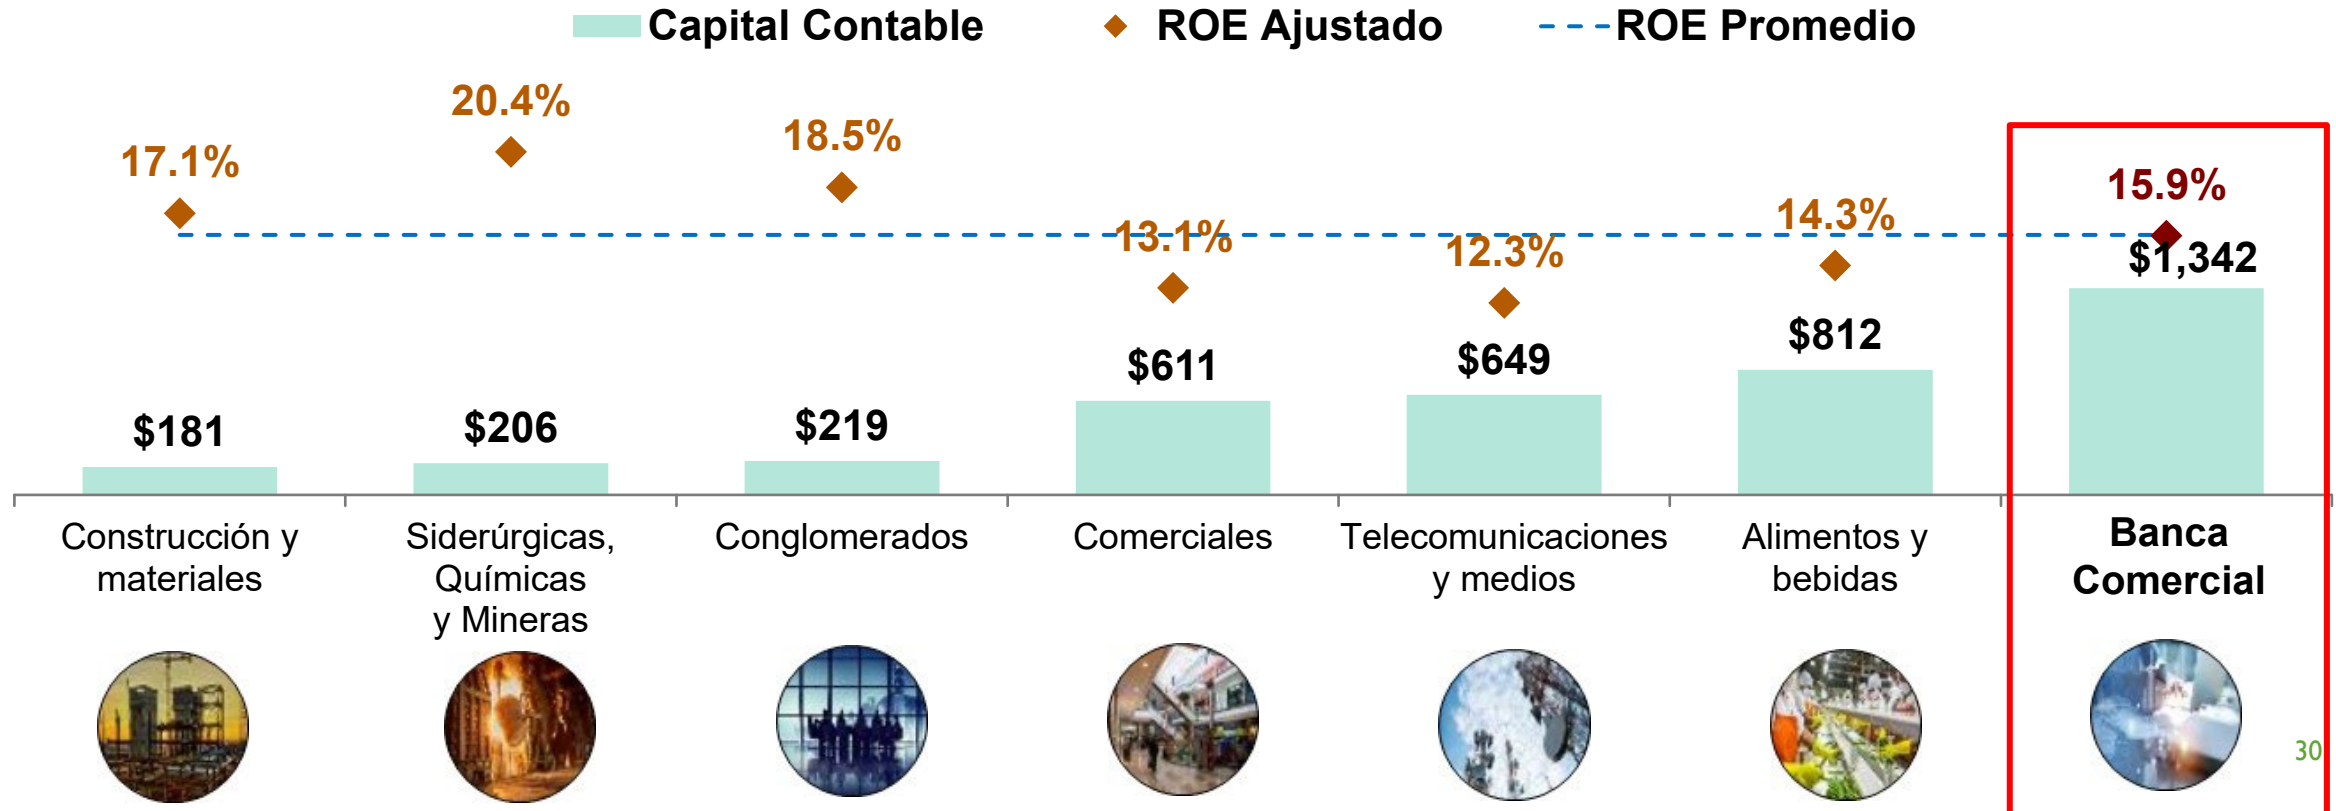 Capital Contable
ROE Ajustado
ROE Promedio
17.1%
20.4%
18.5%
13.1%
12.3%
14.3%
15.9%
$181
$206
$219
$611
$649
$812
$1,342
Construcción y
materiales
Siderúrgicas,
Químicas
y Mineras
Conglomerados
Comerciales
Telecomunicaciones
y medios
Alimentos y
bebidas
Banca
Comercial
30